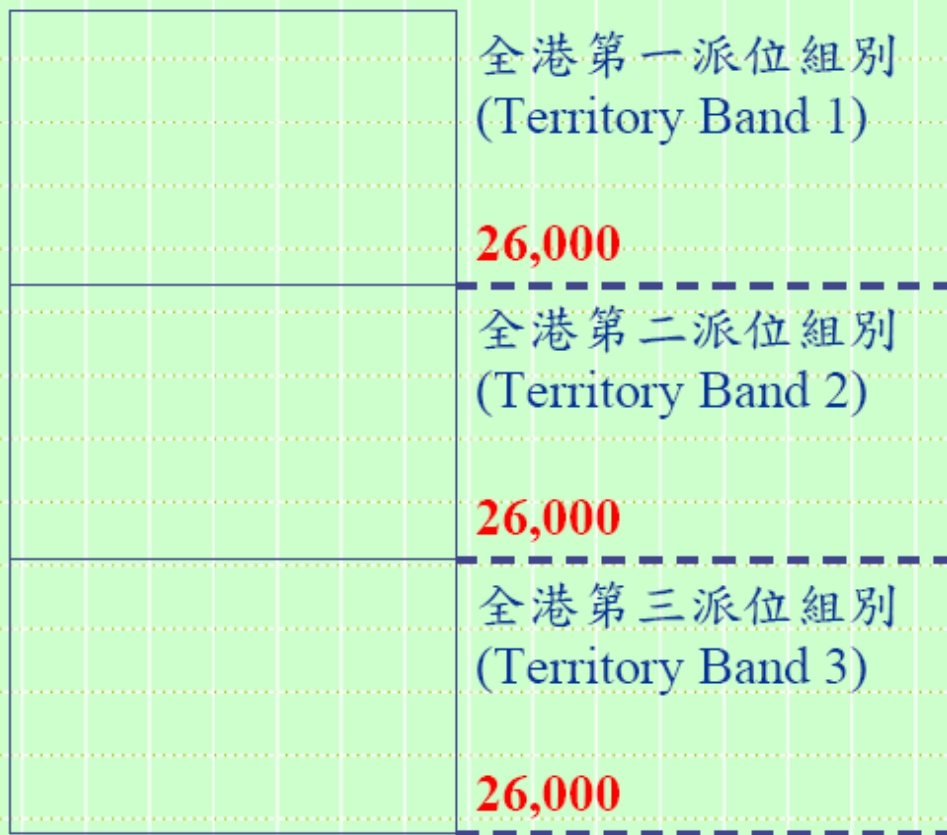 全港第一派位組別
(Territory Band 1)
26,000
全港第二派位組別
(Territory Band 2)
26,000
全港第三派位組別
(Territory Band 3)
26,000